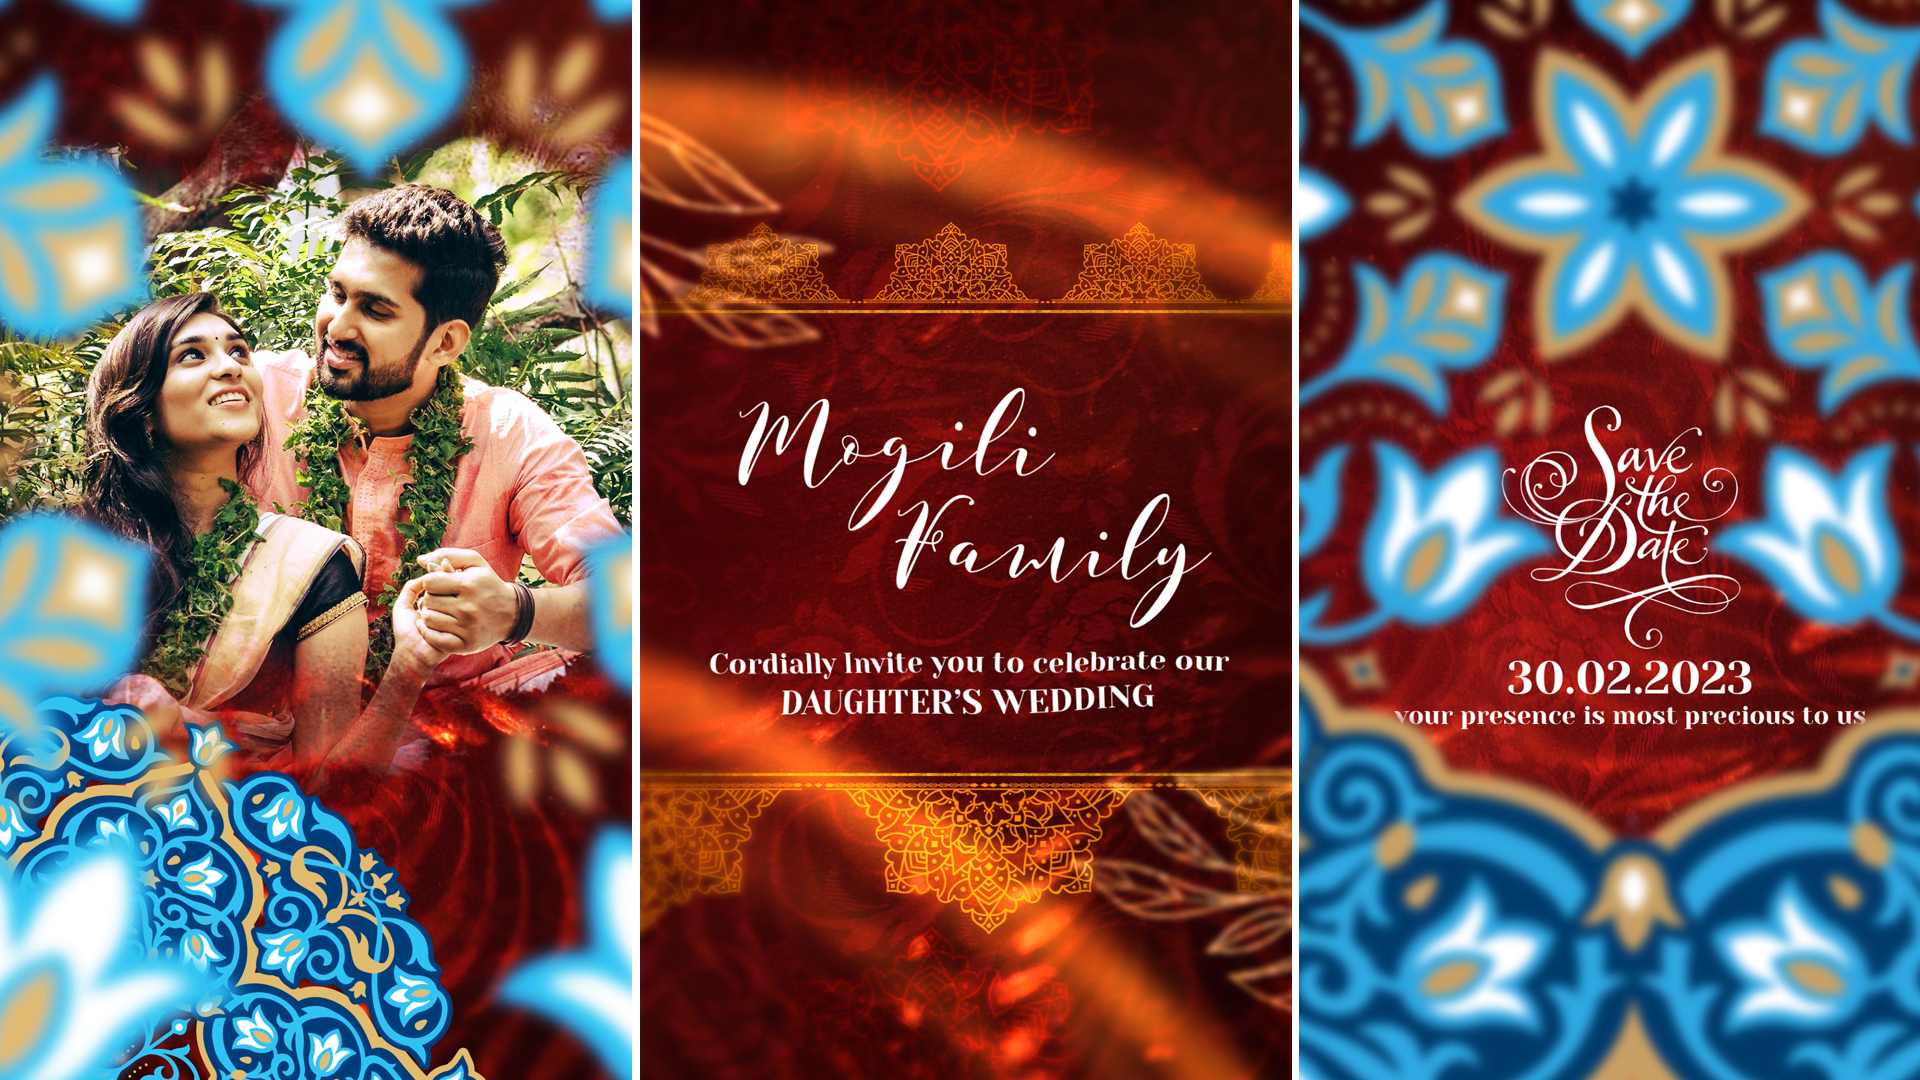 Mogili
Family
Cordially Invite you to celebrate our
DAUGHTER'S WEDDING
Save
the
Date
30.02.2023
your presence is most precious to us